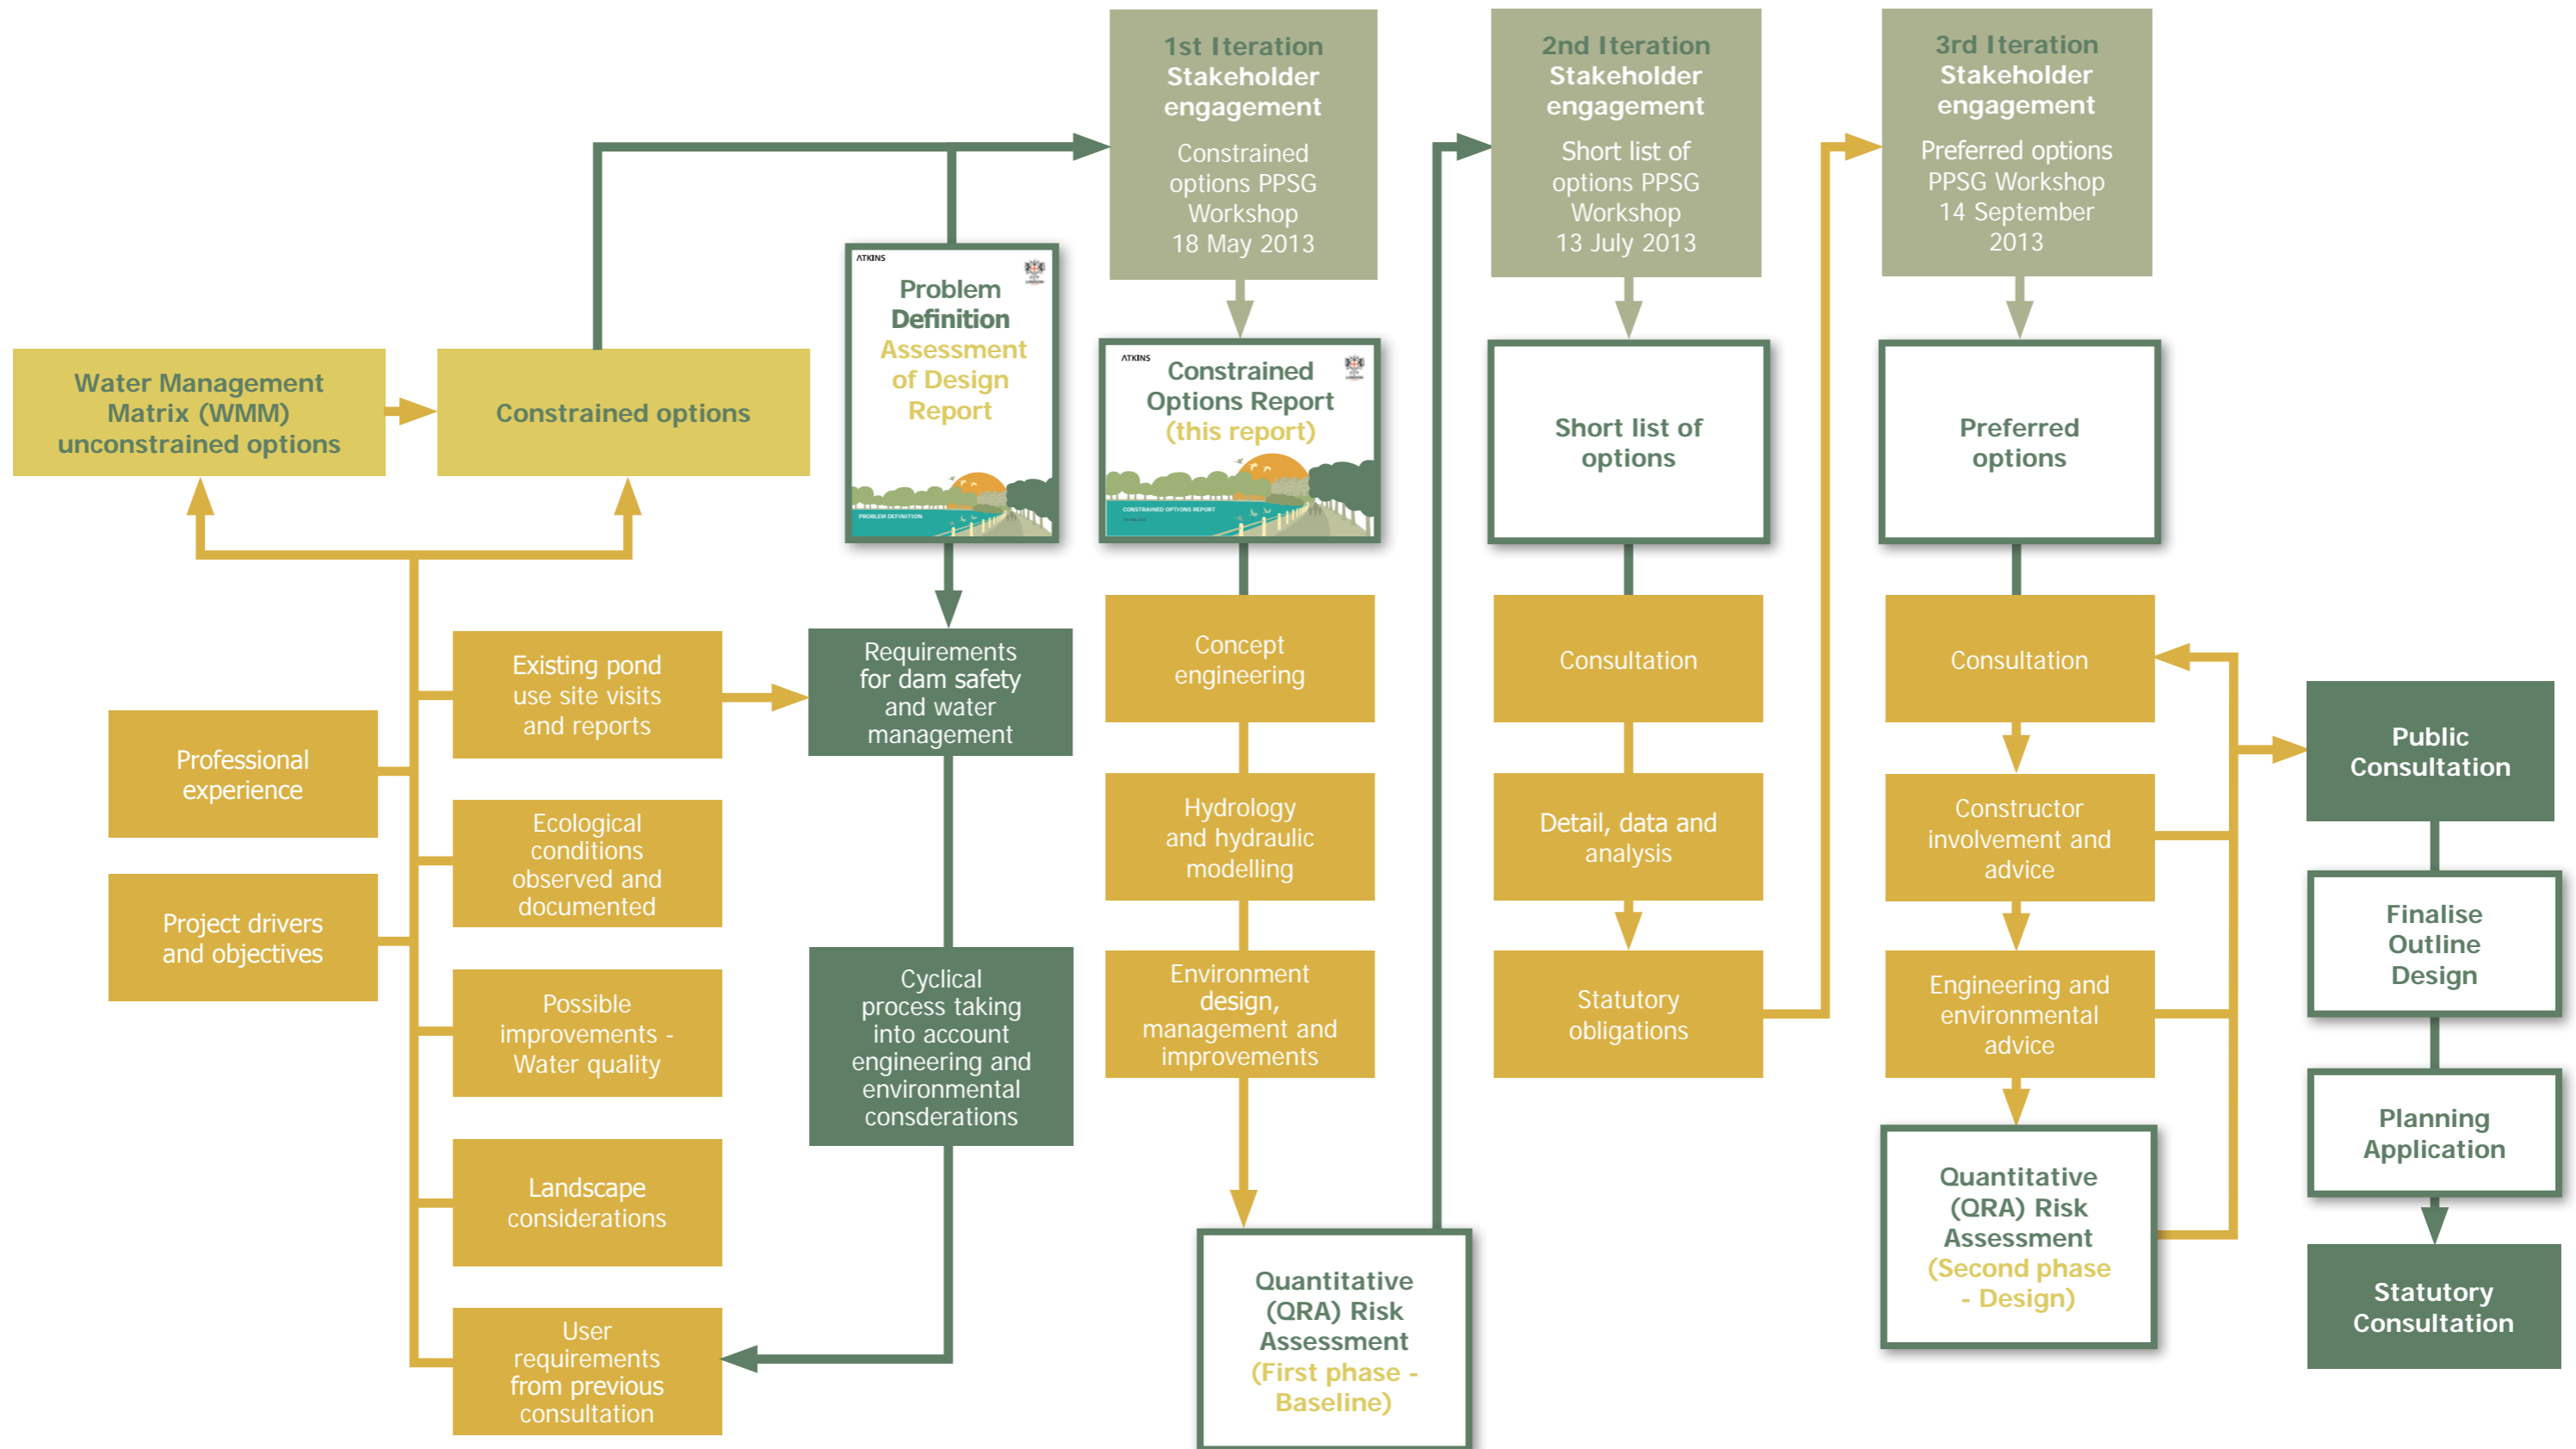 1st Iteration
Stakeholder
engagement
Constrained
options PPSG
Workshop
18 May 2013
2nd Iteration
Stakeholder
engagement
Short list of
options PPSG
Workshop
13 July 2013
3rd Iteration
Stakeholder
engagement
Preferred options
PPSG Workshop
14 September
2013
Water Management
Matrix (WMM)
unconstrained options
Constrained options
ATKINS
Problem
Definition
Assessment
of Design
Report
PROBLEM DEFINITION
ATKINS
Constrained
Options Report
(this report)
CONSTRAINED OPTIONS REPORT
Short list of
options
Preferred
options
Professional
experience
Project drivers
and objectives
Existing pond
use site visits
and reports
Ecological
conditions
observed and
documented
Possible
improvements -
Water quality
Landscape
considerations
User
requirements
from previous
consultation
Requirements
for dam safety
and water
management
Cyclical
process taking
into account
engineering and
environmental
consderations
Concept
engineering
Hydrology
and hydraulic
modelling
Environment
design,
management and
improvements
Quantitative
(QRA) Risk
Assessment
(First phase -
Baseline)
Consultation
Detail, data and
analysis
Statutory
obligations
Consultation
Constructor
involvement and
advice
Engineering and
environmental
advice
Quantitative
(QRA) Risk
Assessment
(Second phase
- Design)
Public
Consultation
Finalise
Outline
Design
Planning
Application
Statutory
Consultation